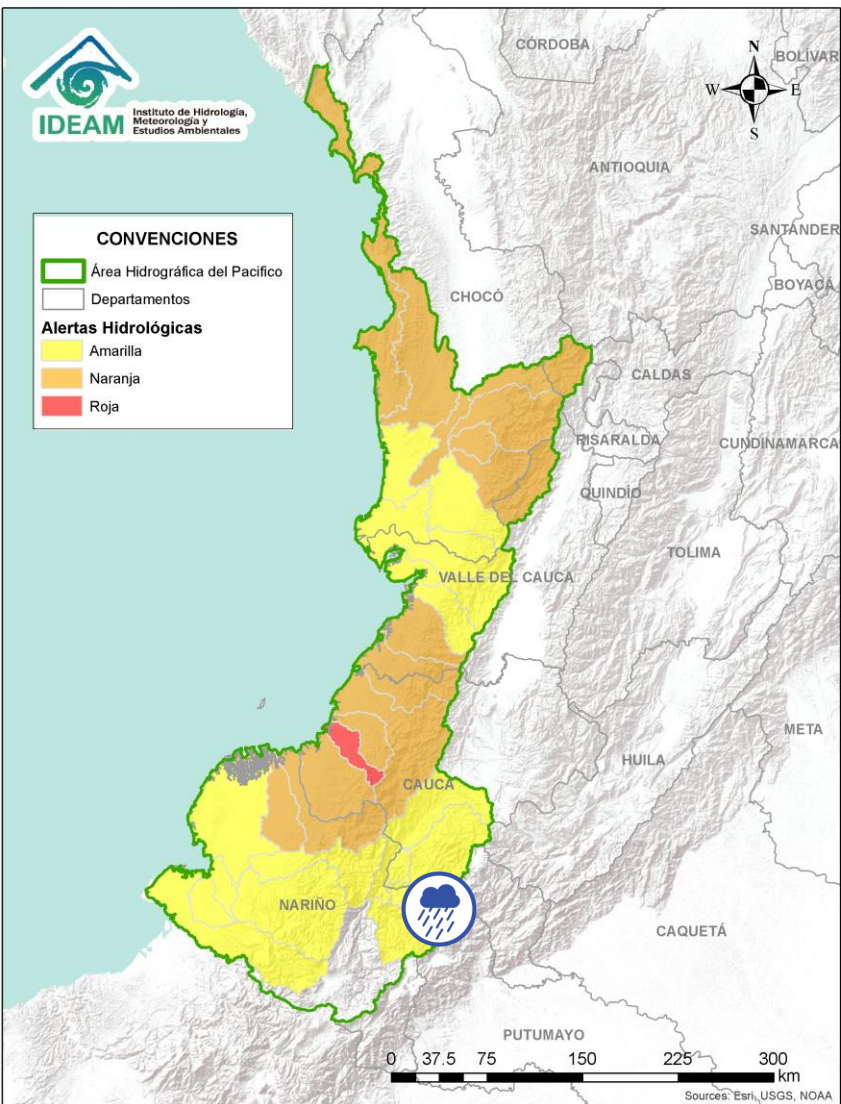 IDEAM
Instituto de Hidrología,
Meteorología y
Estudios Ambientales
N
W E
S
CONVENCIONES
Área Hidrográfica del Pacifico
Departamentos
Alertas Hidrológicas
Amarilla
Naranja
Roja
CÓRDOBA
BOLÍVAR
ANTIOQUIA
SANTANDER
BOYACÁ
CHOCÓ
CALDAS
RISARALDA
CUNDINAMARCA
QUINDÍO
TOLIMA
VALLE DEL CAUCA
META
HUILA
CAUCA
NARIÑO
CAQUETÁ
PUTUMAYO
0 37.5 75 150 225 300
km
Sources: Esri, USGS, NOAA